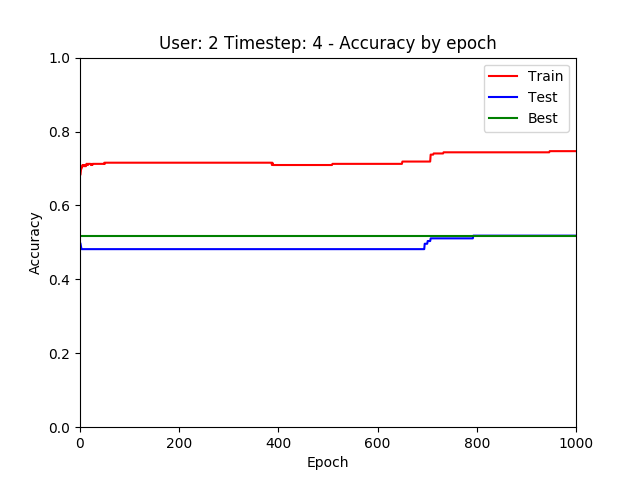 User: 2 Timestep: 4 - Accuracy by epoch
1.0
0.8
0.6
0.4
0.2
0.0
Accuracy
Train
Test
Best
0 200 400 600 800 1000
Epoch